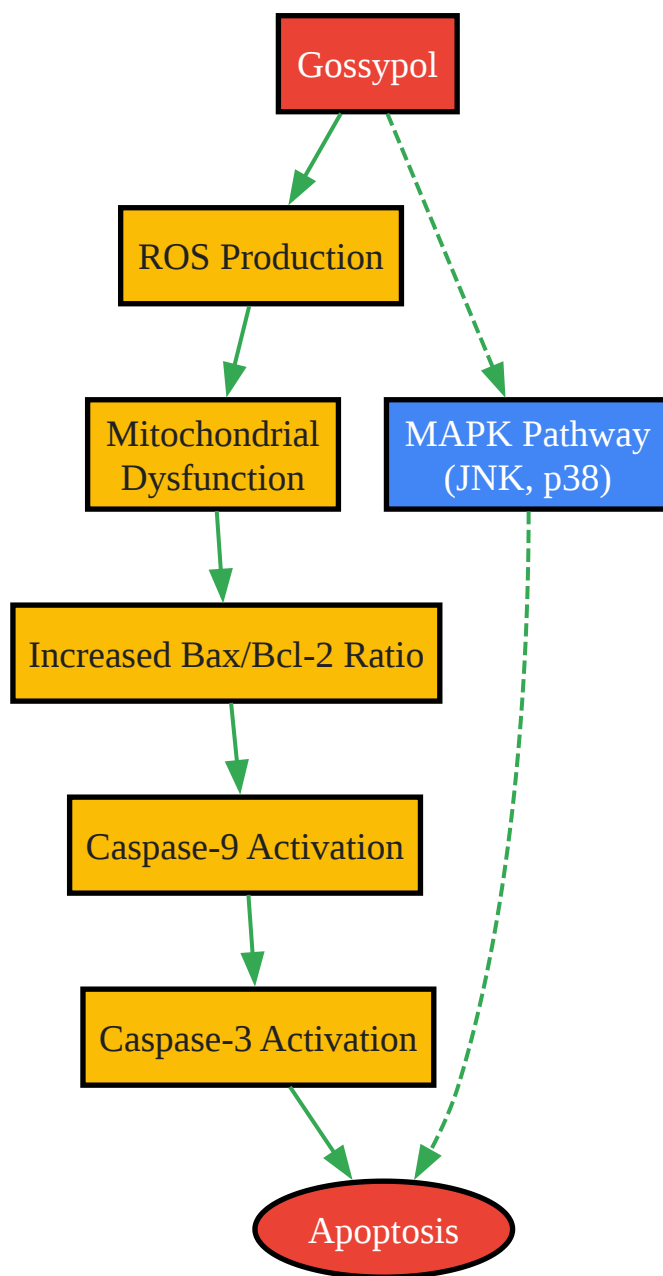 Gossypol
ROS Production
Mitochondrial
Dysfunction
MAPK Pathway
(JNK, p38)
Increased Bax/Bcl-2 Ratio
Caspase-9 Activation
Caspase-3 Activation
Apoptosis